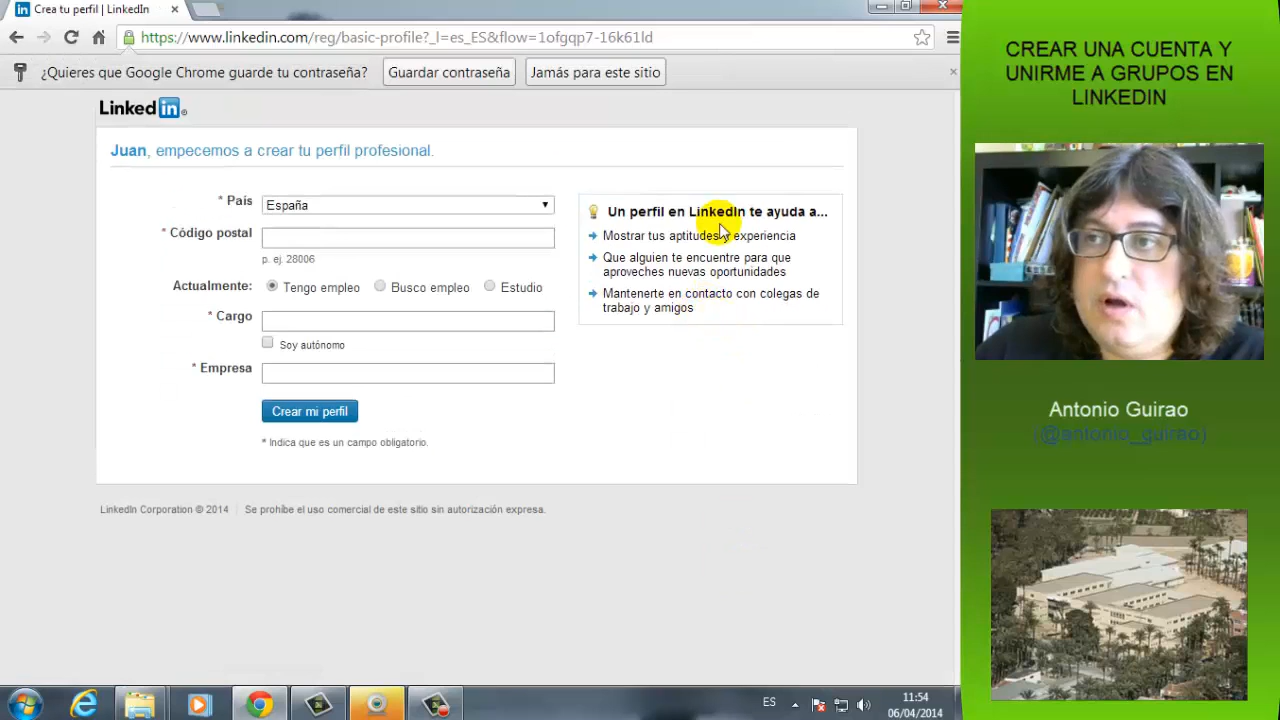 Crea tu perfil | LinkedIn
https://www.linkedin.com/reg/basic-profile?_l=es_ES&flow=1ofgqp7-16k61ld
¿Quieres que Google Chrome guarde tu contraseña? Guardar contraseña Jamás para este sitio
Linked in
Juan, empecemos a crear tu perfil profesional.
* País España
* Código postal
p. ej. 28006
Actualmente: Tengo empleo Busco empleo Estudio
* Cargo
Soy autónomo
* Empresa
Crear mi perfil
* Indica que es un campo obligatorio.
Un perfil en LinkedIn te ayuda a...
Mostrar tus aptitudes y experiencia
Que alguien te encuentre para que
aproveches nuevas oportunidades
Mantenerte en contacto con colegas de
trabajo y amigos
LinkedIn Corporation © 2014 Se prohíbe el uso comercial de este sitio sin autorización expresa.
CREAR UNA CUENTA Y
UNIRME A GRUPOS EN
LINKEDIN
Antonio Guirao
(@antonio_guirao)
ES
11:54
06/04/2014